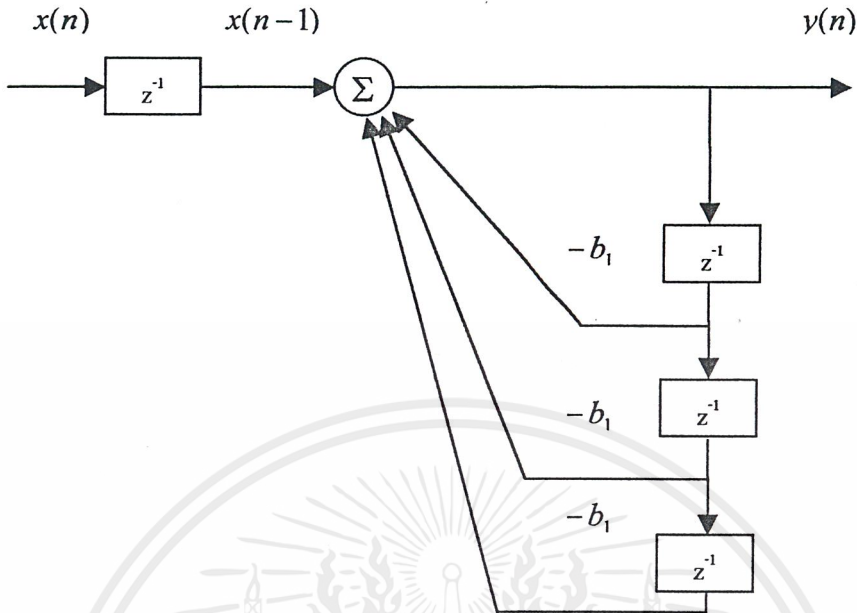 x(n) x(n−1) y(n)
z⁻¹ Σ
−b₁ z⁻¹
−b₁ z⁻¹
−b₁
z⁻¹